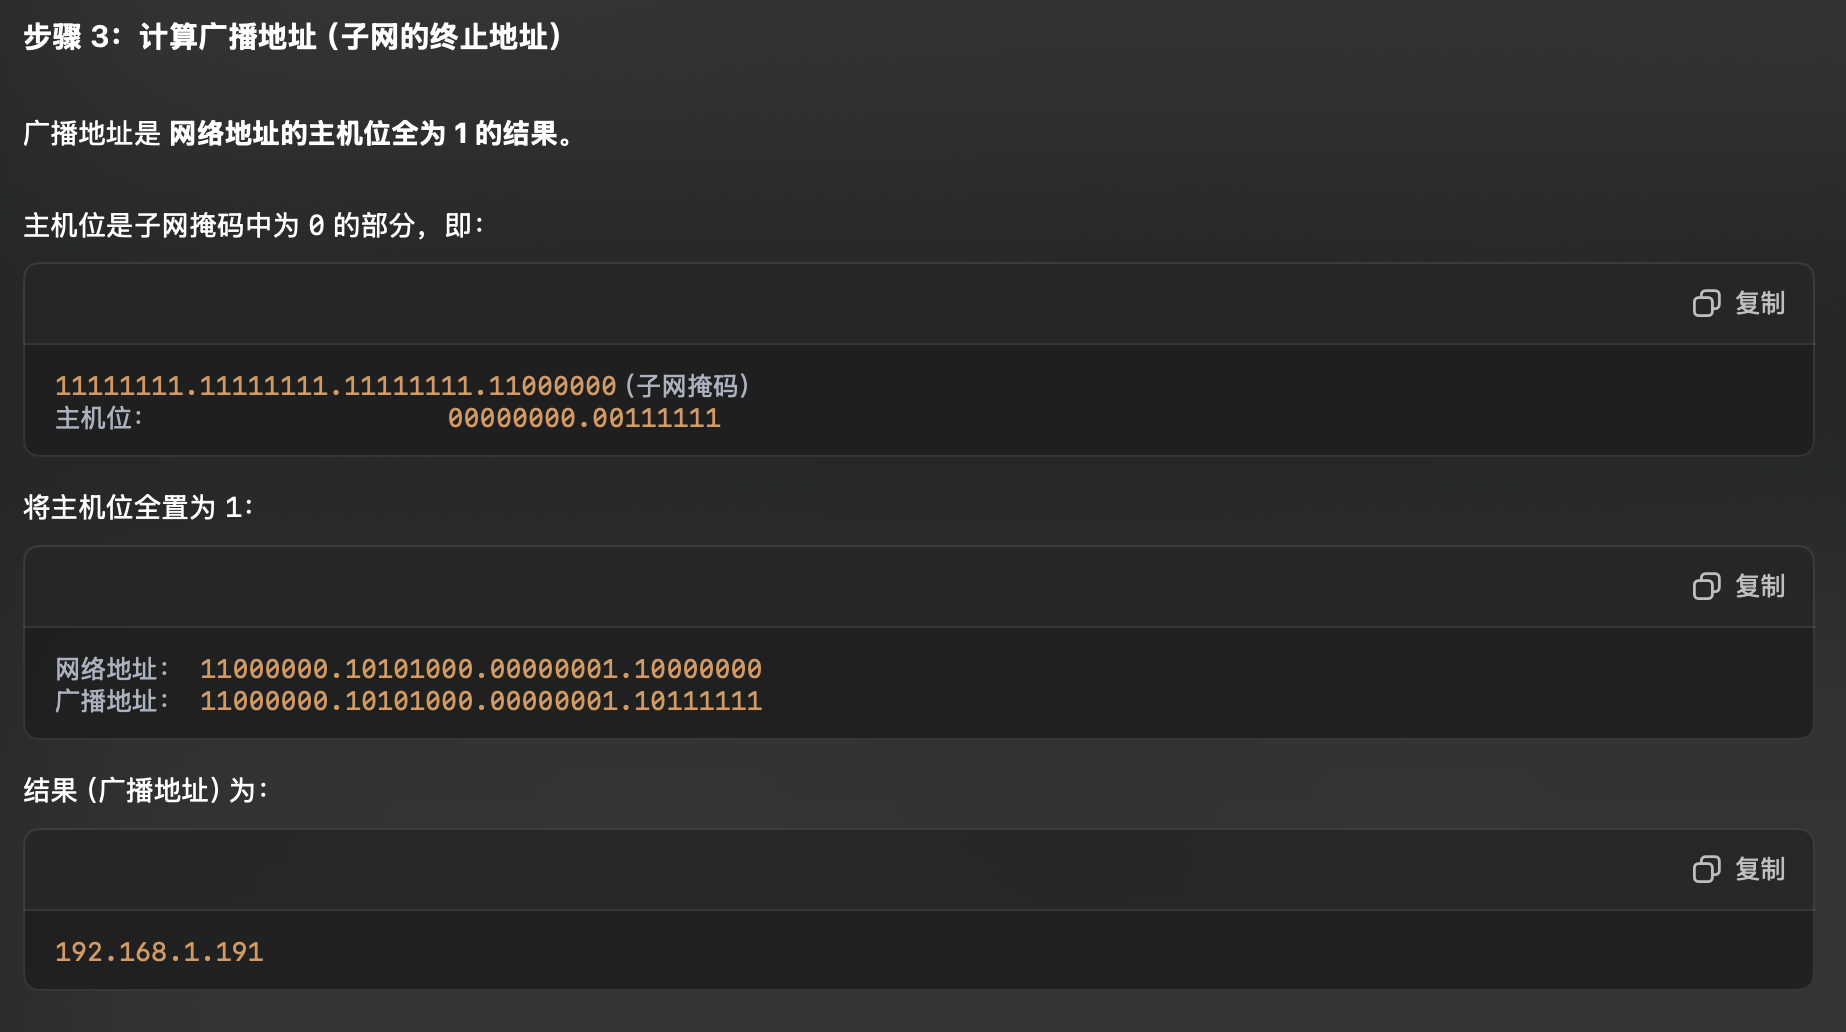 步骤 3：计算广播地址（子网的终止地址）
广播地址是 网络地址的主机位全为 1 的结果。
主机位是子网掩码中为 0 的部分，即：
复制
11111111.11111111.11111111.11000000（子网掩码）
主机位： 00000000.00111111
将主机位全置为 1：
复制
网络地址： 11000000.10101000.00000001.10000000
广播地址： 11000000.10101000.00000001.10111111
结果（广播地址）为：
复制
192.168.1.191